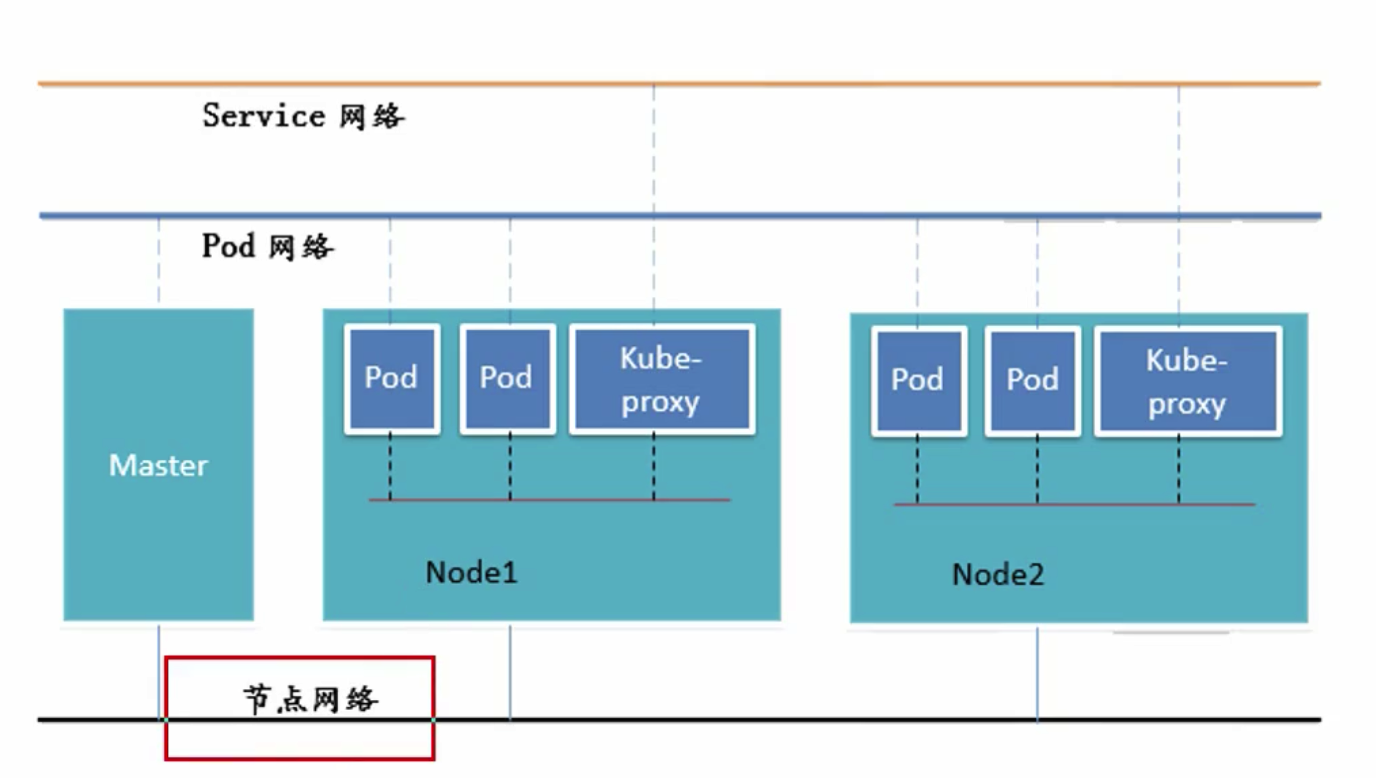 Service 网络
Pod 网络
Master
Pod
Pod
Kube-
proxy
Node1
Pod
Pod
Kube-
proxy
Node2
节点网络